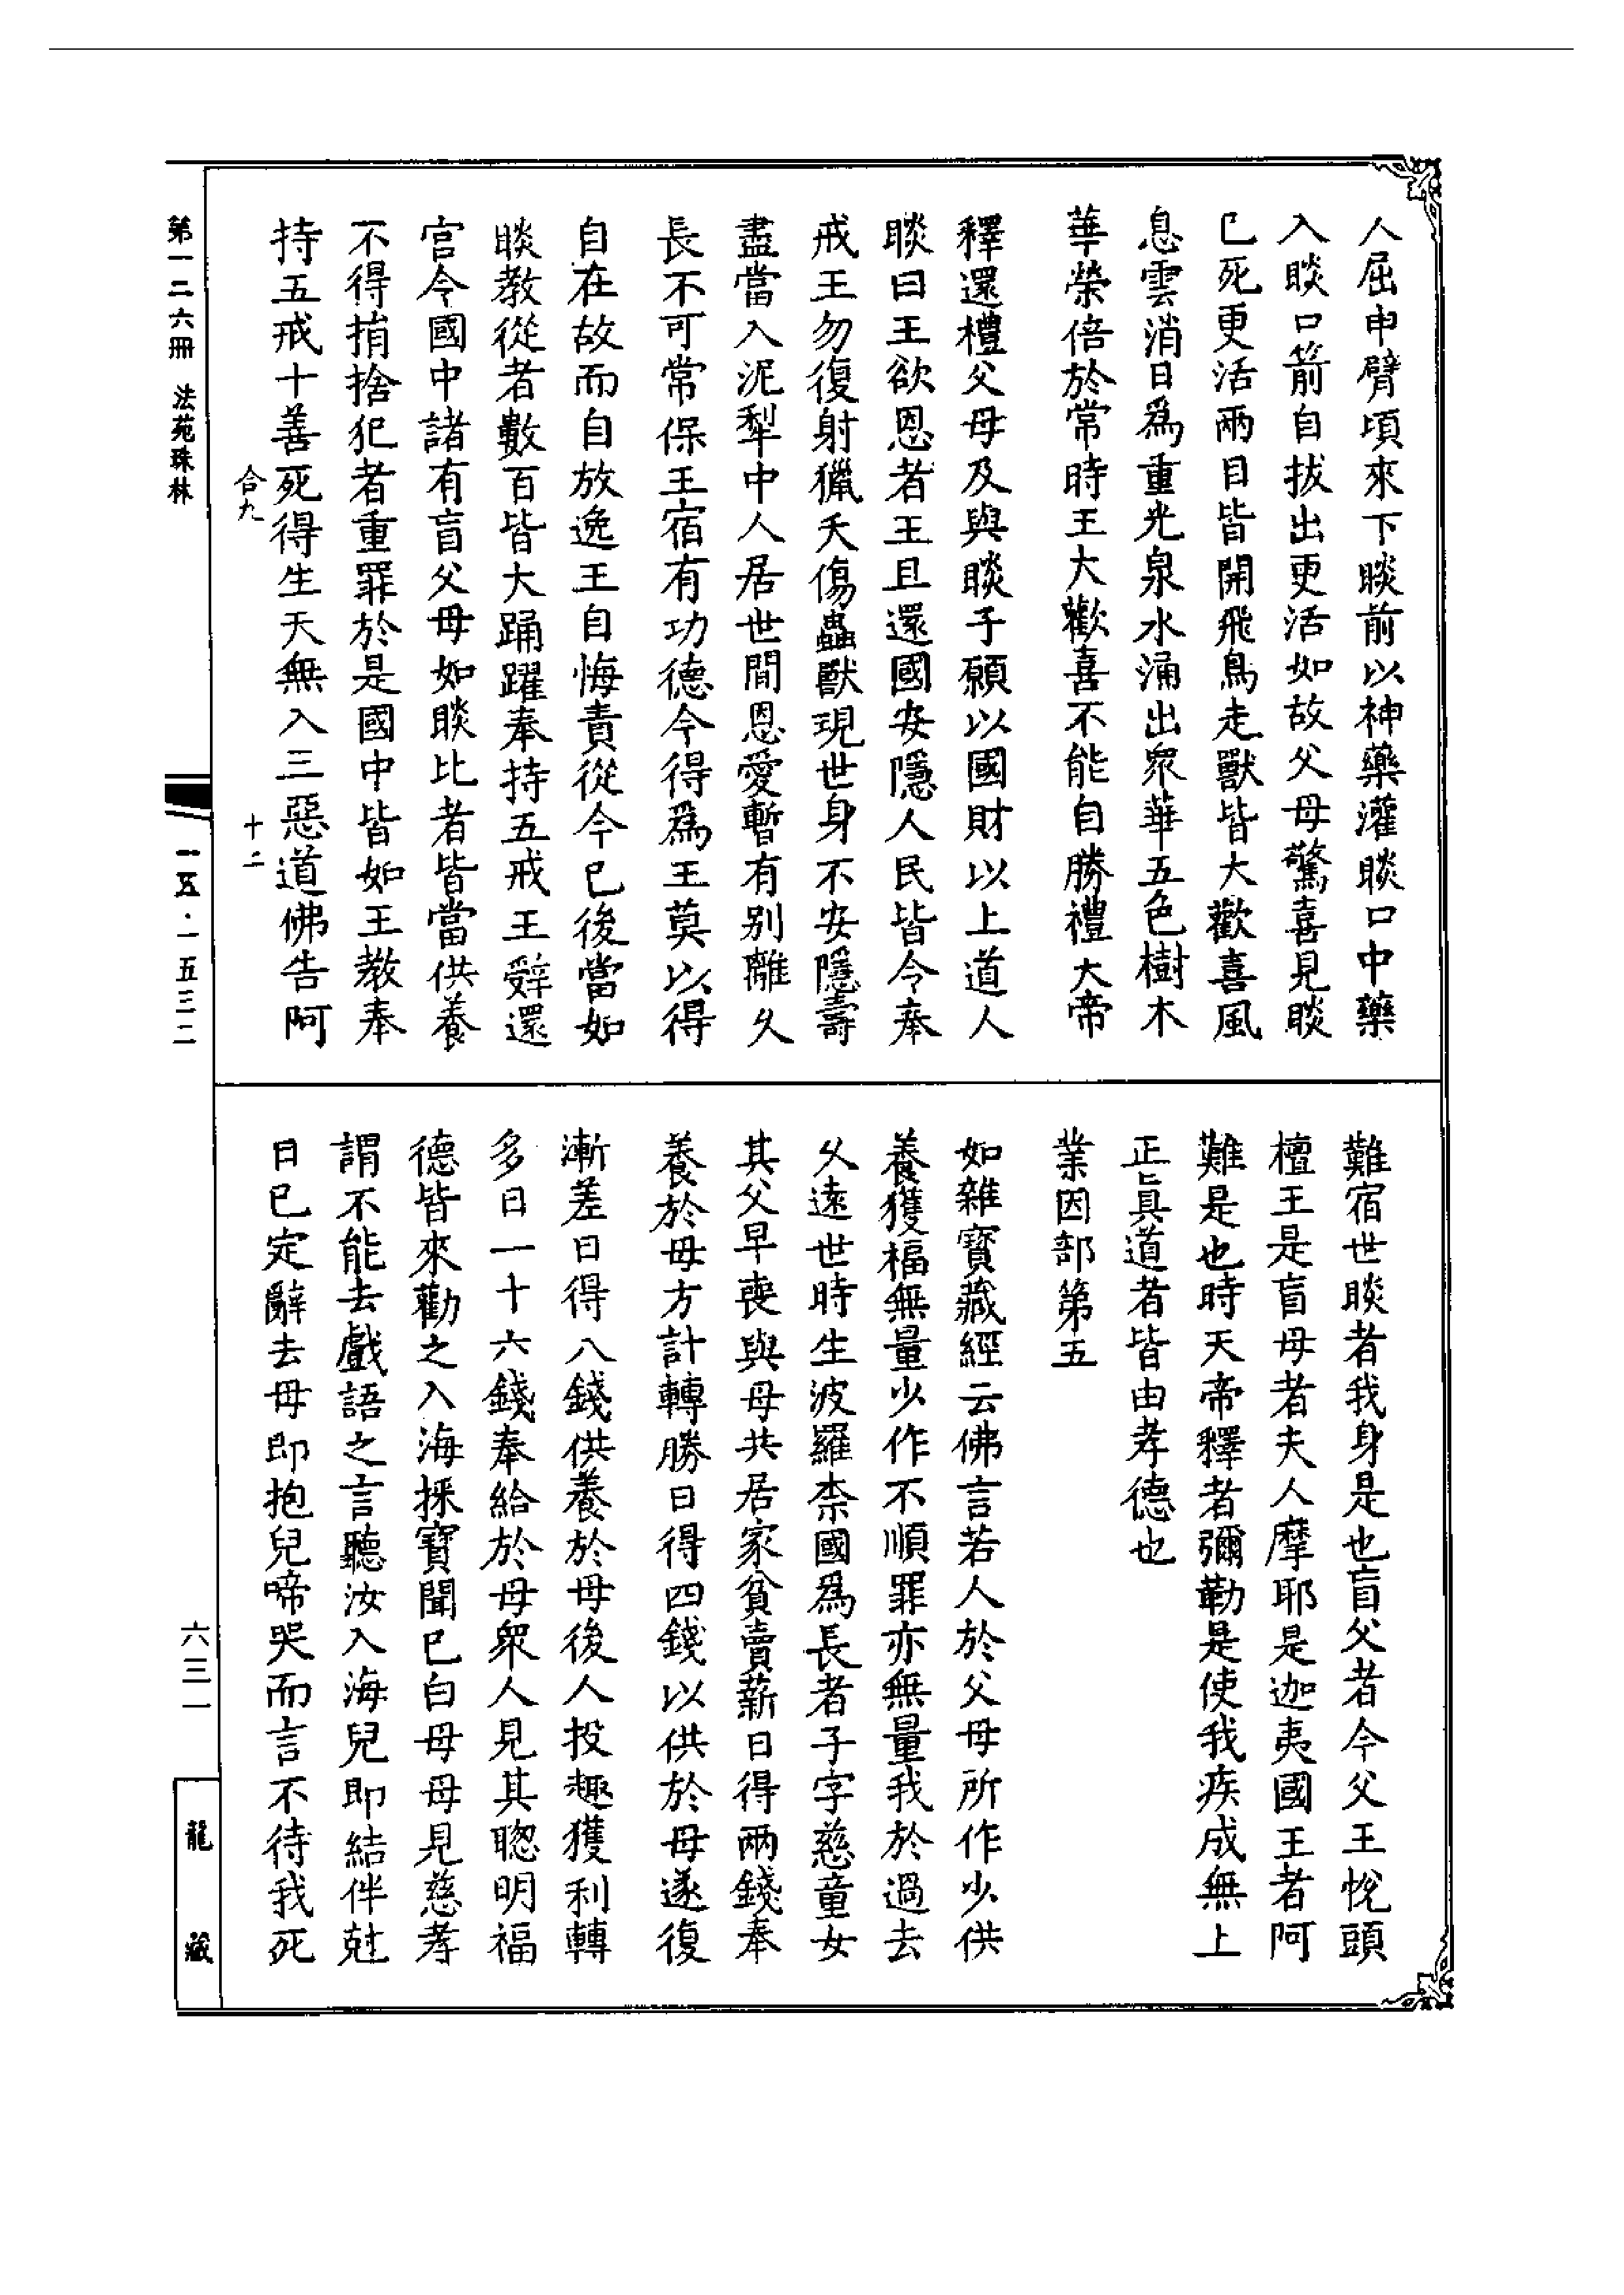 人屈申臂頃來下睒前以神藥灌睒口中藥
入睒口箭自拔出更活如故父母驚喜見睒
已死更活兩目皆開飛鳥走獸皆大歡喜風
息雲消日爲重光泉水涌出衆華五色樹木
華榮倍於常時王大歡喜不能自勝禮大帝
釋還禮父母及與睒子願以國財以上道人
睒曰王欲恩者王且還國安隱人民皆令奉
戒王勿復射獵夭傷蟲獸現世身不安隱壽
盡當入泥犁中人居世間恩愛暫有别離久
長不可常保王宿有功德今得爲王莫以得
自在故而自放逸王自悔責從今已後當如
睒教從者數百皆大踊躍奉持五戒王辤還
宫令國中諸有盲父母如睒比者皆當供養
不得捐捨犯者重罪於是國中皆如王教奉
持五戒十善死得生天無入三惡道佛告阿
難宿世睒者我身是也盲父者今父王悅頭
檀王是盲母者夫人摩耶是迦夷國王者阿
難是也時天帝釋者彌勒是使我疾成無上
正真道者皆由孝德也
業因部第五
如雜寶藏經云佛言若人於父母所作少供
養獲福無量少作不順罪亦無量我於過去
久遠世時生波羅柰國爲長者子字慈童女
其父早喪與母共居家貧賣薪日得兩錢奉
養於母方計轉勝日得四錢以供於母遂復
漸差日得八錢供養於母後人投趣獲利轉
多日一十六錢奉給於母衆人見其聰明福
德皆來勸之入海採寶聞已白母母見慈孝
謂不能去戲語之言聽汝入海兒即結伴尅
日已定辭去母即抱兒啼哭而言不待我死
合九
十二
第一二六冊 法苑珠林
一五·一五三二
六三一
龍藏